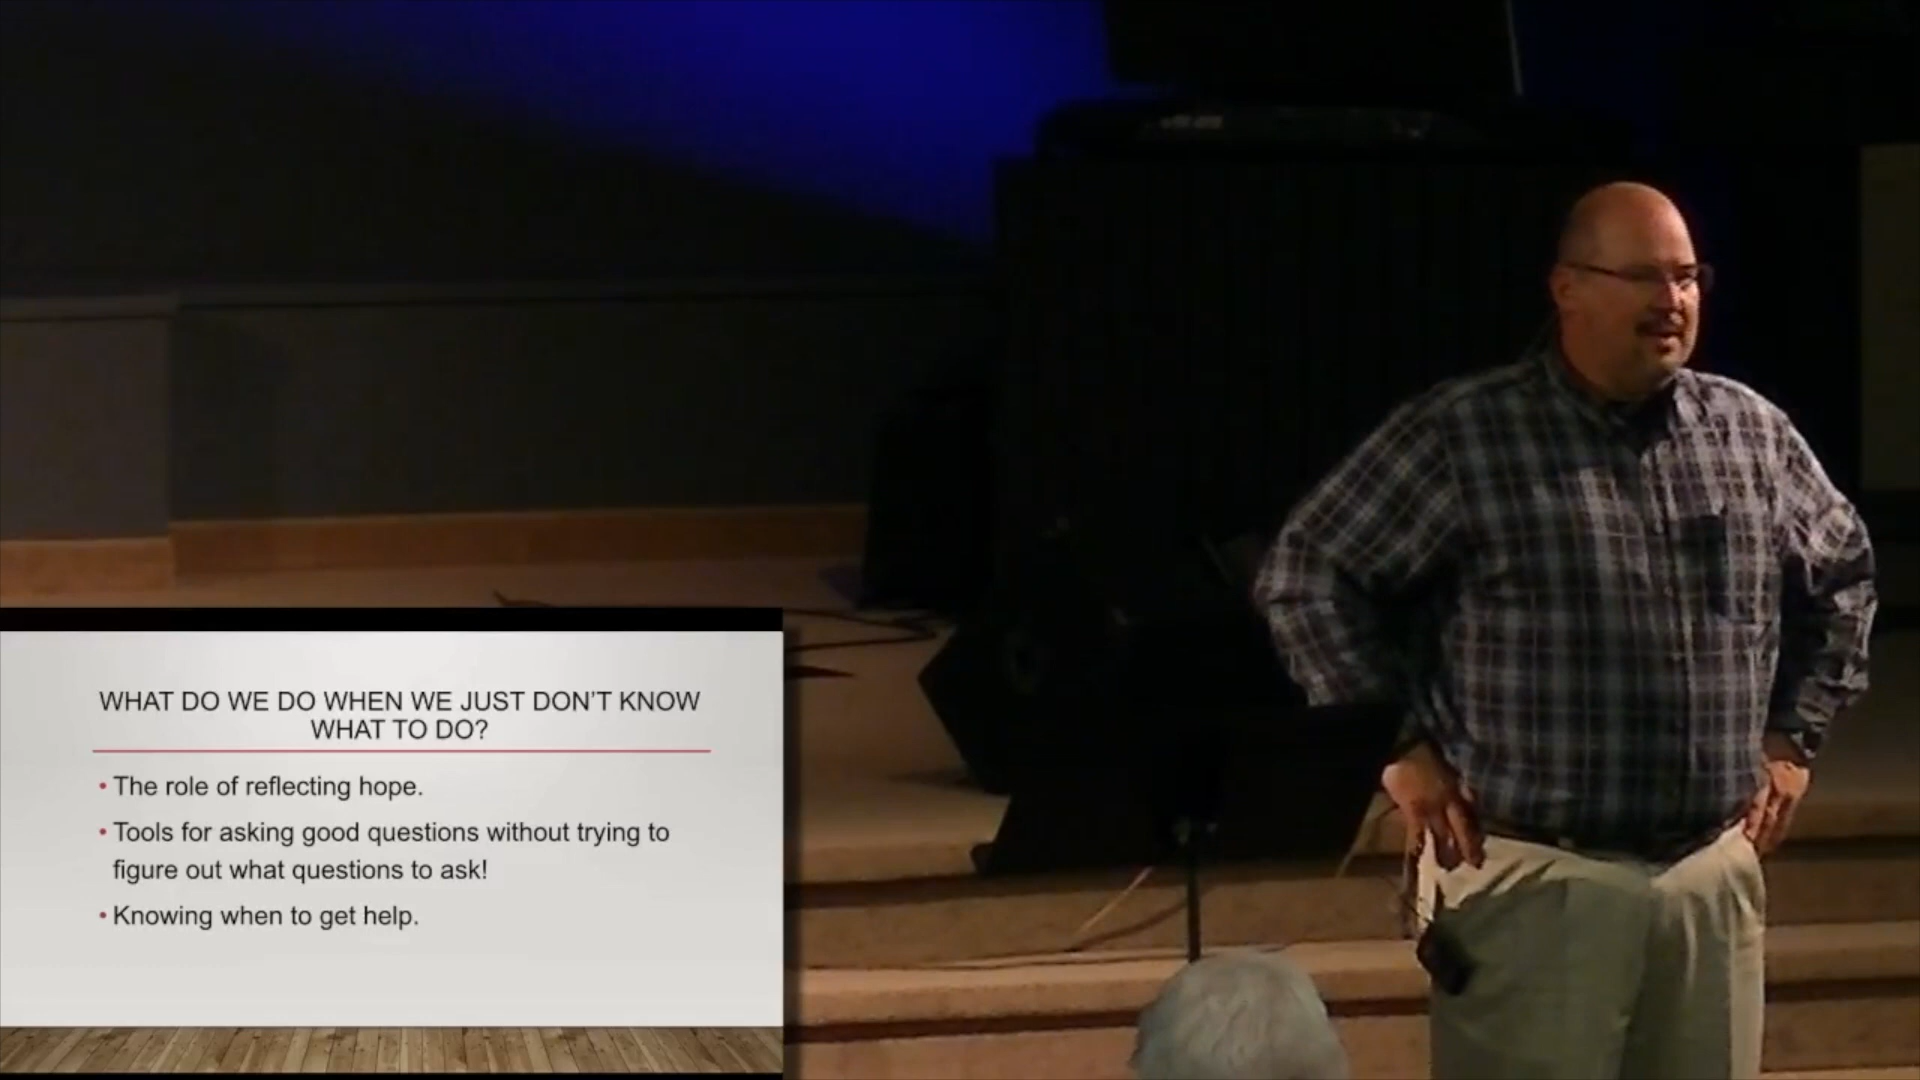 WHAT DO WE DO WHEN WE JUST DON'T KNOW
WHAT TO DO?
• The role of reflecting hope.
• Tools for asking good questions without trying to
figure out what questions to ask!
• Knowing when to get help.